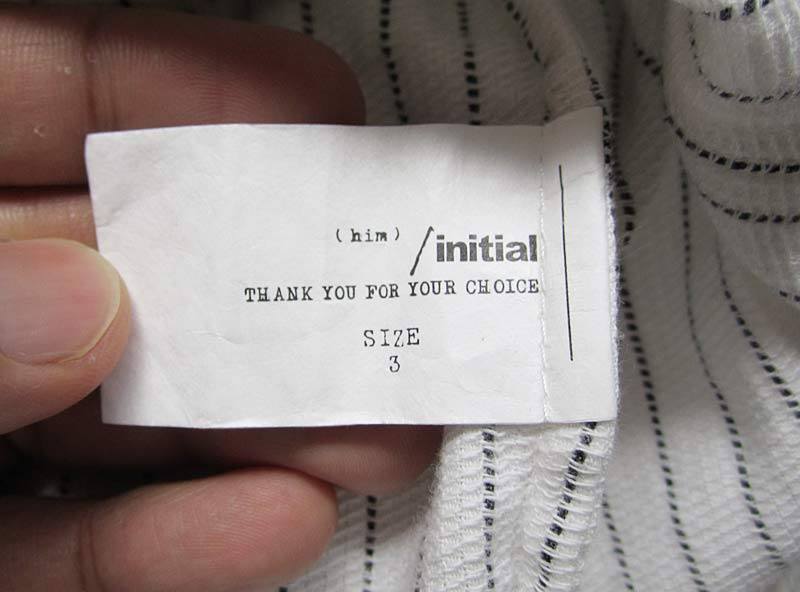 (him) /initial
THANK YOU FOR YOUR CHOICE
SIZE
3